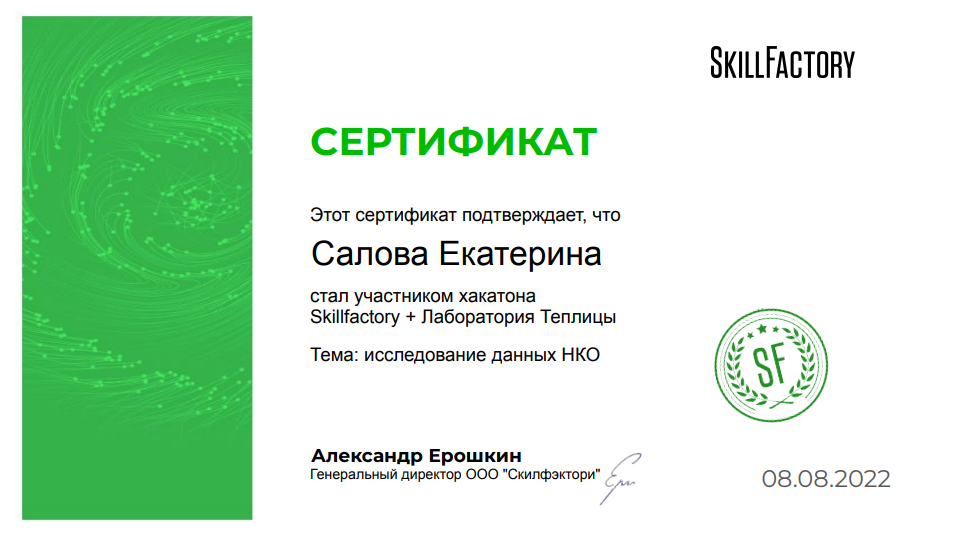 SKILLFACTORY
СЕРТИФИКАТ
Этот сертификат подтверждает, что
Салова Екатерина
стал участником хакатона
Skillfactory + Лаборатория Теплицы
Тема: исследование данных НКО
SF
Александр Ерошкин
Генеральный директор ООО "Скилфэктори"
08.08.2022